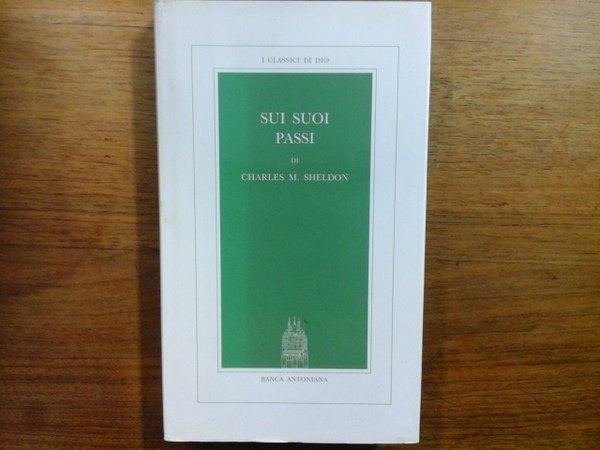 I CLASSICI DI DIO
SUI SUOI
PASSI
DI
CHARLES M. SHELDON
BANCA ANTONIANA